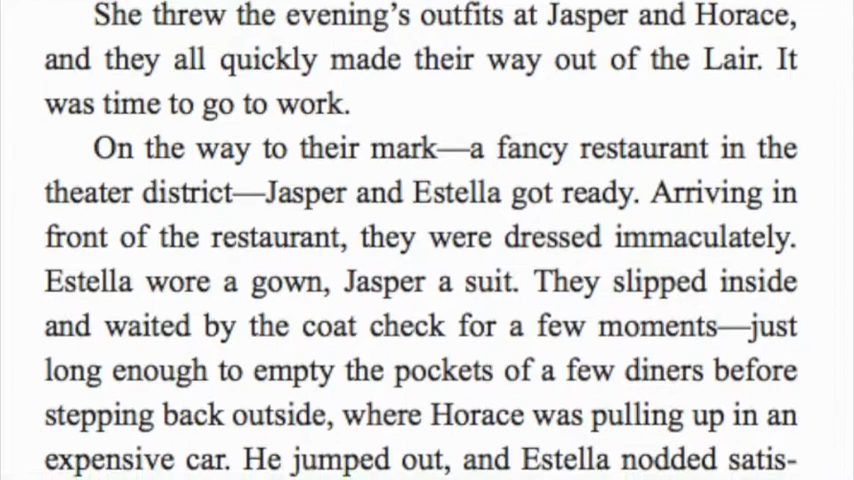 She threw the evening’s outfits at Jasper and Horace,
and they all quickly made their way out of the Lair. It
was time to go to work.
On the way to their mark—a fancy restaurant in the
theater district—Jasper and Estella got ready. Arriving in
front of the restaurant, they were dressed immaculately.
Estella wore a gown, Jasper a suit. They slipped inside
and waited by the coat check for a few moments—just
long enough to empty the pockets of a few diners before
stepping back outside, where Horace was pulling up in an
expensive car. He jumped out, and Estella nodded satis-